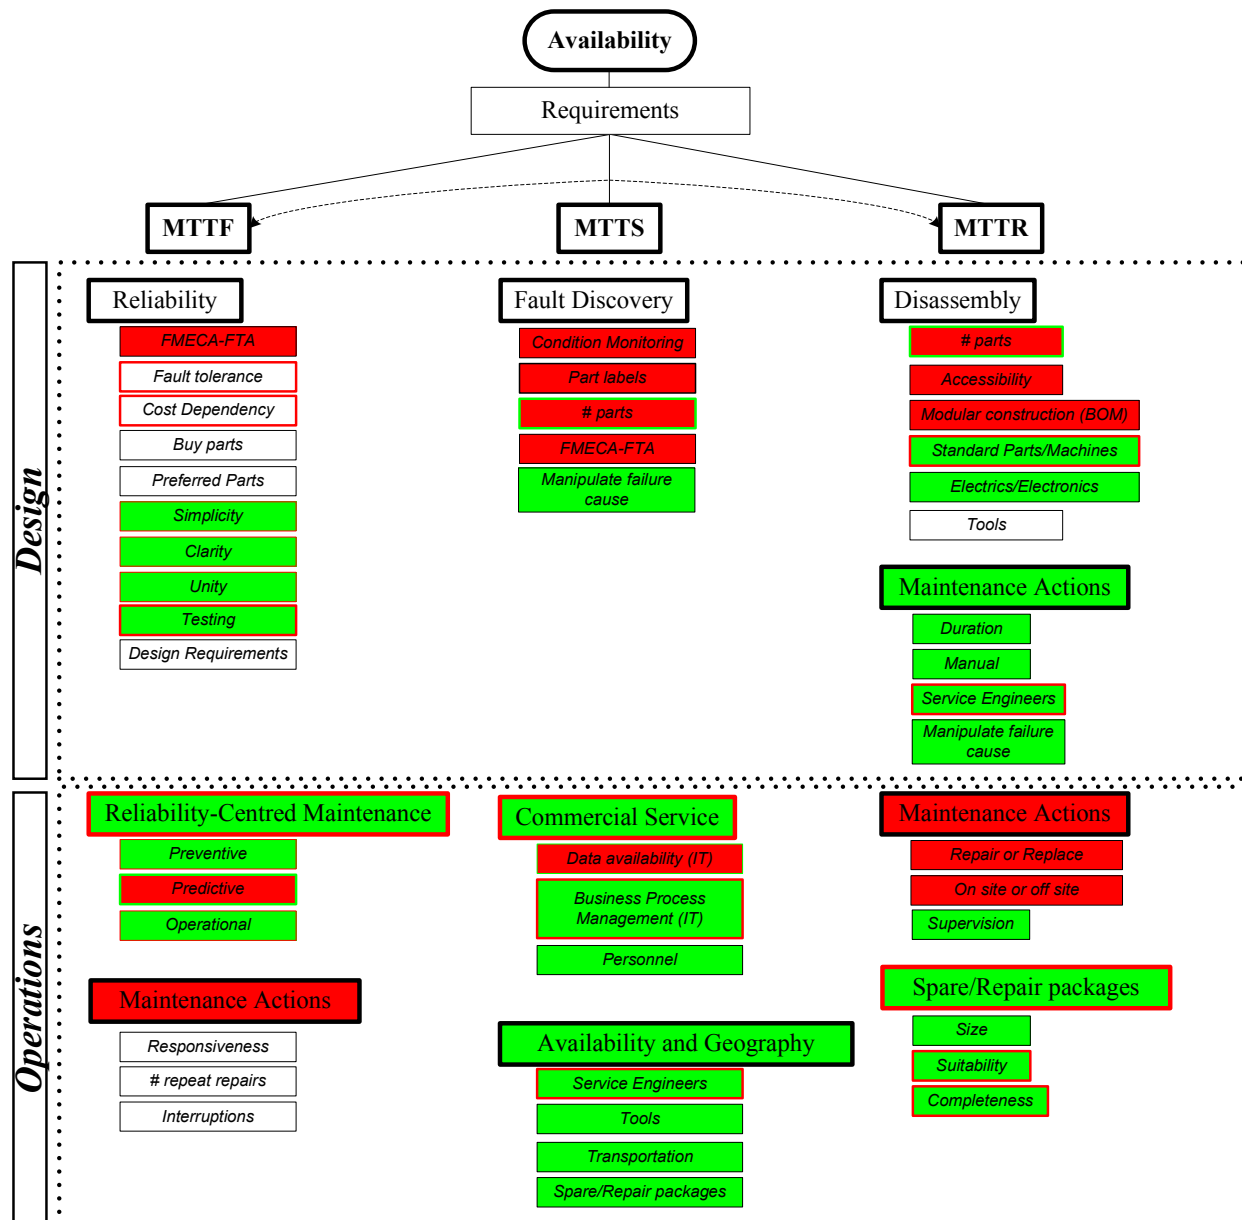 Availability
Requirements
MTTF
MTTS
MTTR
Design
Reliability
FMECA-FTA
Fault tolerance
Cost Dependency
Buy parts
Preferred Parts
Simplicity
Clarity
Unity
Testing
Design Requirements
Fault Discovery
Condition Monitoring
Part labels
# parts
FMECA-FTA
Manipulate failure
cause
Disassembly
# parts
Accessibility
Modular construction (BOM)
Standard Parts/Machines
Electrics/Electronics
Tools
Maintenance Actions
Duration
Manual
Service Engineers
Manipulate failure
cause
Operations
Reliability-Centred Maintenance
Preventive
Predictive
Operational
Maintenance Actions
Responsiveness
# repeat repairs
Interruptions
Commercial Service
Data availability (IT)
Business Process
Management (IT)
Personnel
Availability and Geography
Service Engineers
Tools
Transportation
Spare/Repair packages
Maintenance Actions
Repair or Replace
On site or off site
Supervision
Spare/Repair packages
Size
Suitability
Completeness